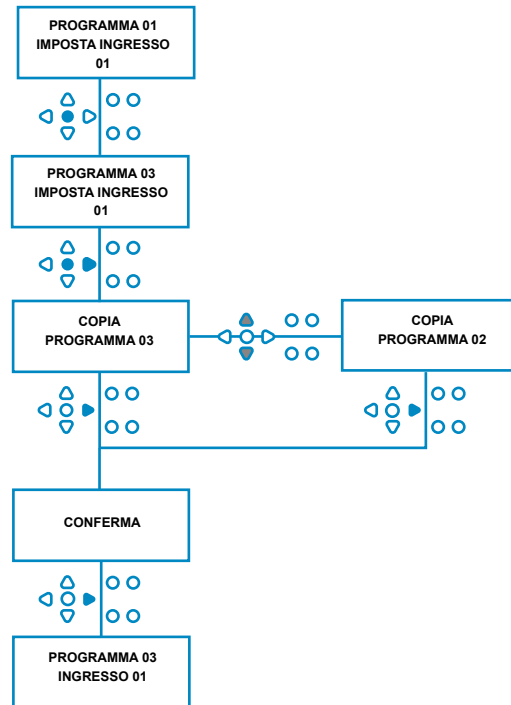 PROGRAMMA 01
IMPOSTA INGRESSO
01
PROGRAMMA 03
IMPOSTA INGRESSO
01
COPIA
PROGRAMMA 03
COPIA
PROGRAMMA 02
CONFERMA
PROGRAMMA 03
INGRESSO 01